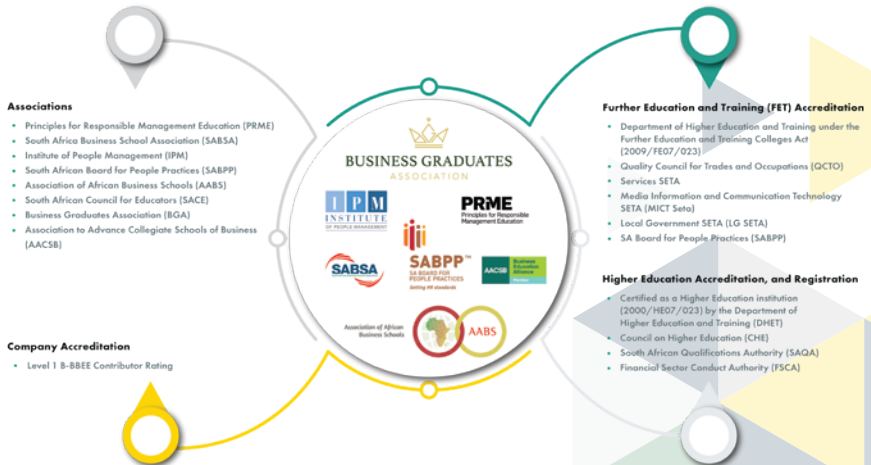 Associations
• Principles for Responsible Management Education (PRME)
• South Africa Business School Association (SABSA)
• Institute of People Management (IPM)
• South African Board for People Practices (SABPP)
• Association of African Business Schools (AABS)
• South African Council for Educators (SACE)
• Business Graduates Association (BGA)
• Association to Advance Collegiate Schools of Business
(AACSB)
Company Accreditation
• Level 1 B-BBEE Contributor Rating
BUSINESS GRADUATES
ASSOCIATION
IPM
INSTITUTE
OF PEOPLE MANAGEMENT
PRME
Principles for Responsible
Management Education
SABSA
SABPP™
SA BOARD FOR
PEOPLE PRACTICES
Setting HR standards
AACSB
Business
Education
Alliance
Member
Association of African
Business Schools
AABS
Further Education and Training (FET) Accreditation
• Department of Higher Education and Training under the
Further Education and Training Colleges Act
(2009/FE07/023)
• Quality Council for Trades and Occupations (QCTO)
• Services SETA
• Media Information and Communication Technology
SETA (MICT Seta)
• Local Government SETA (LG SETA)
• SA Board for People Practices (SABPP)
Higher Education Accreditation, and Registration
• Certified as a Higher Education institution
(2000/HE07/023) by the Department of
Higher Education and Training (DHET)
• Council on Higher Education (CHE)
• South African Qualifications Authority (SAQA)
• Financial Sector Conduct Authority (FSCA)